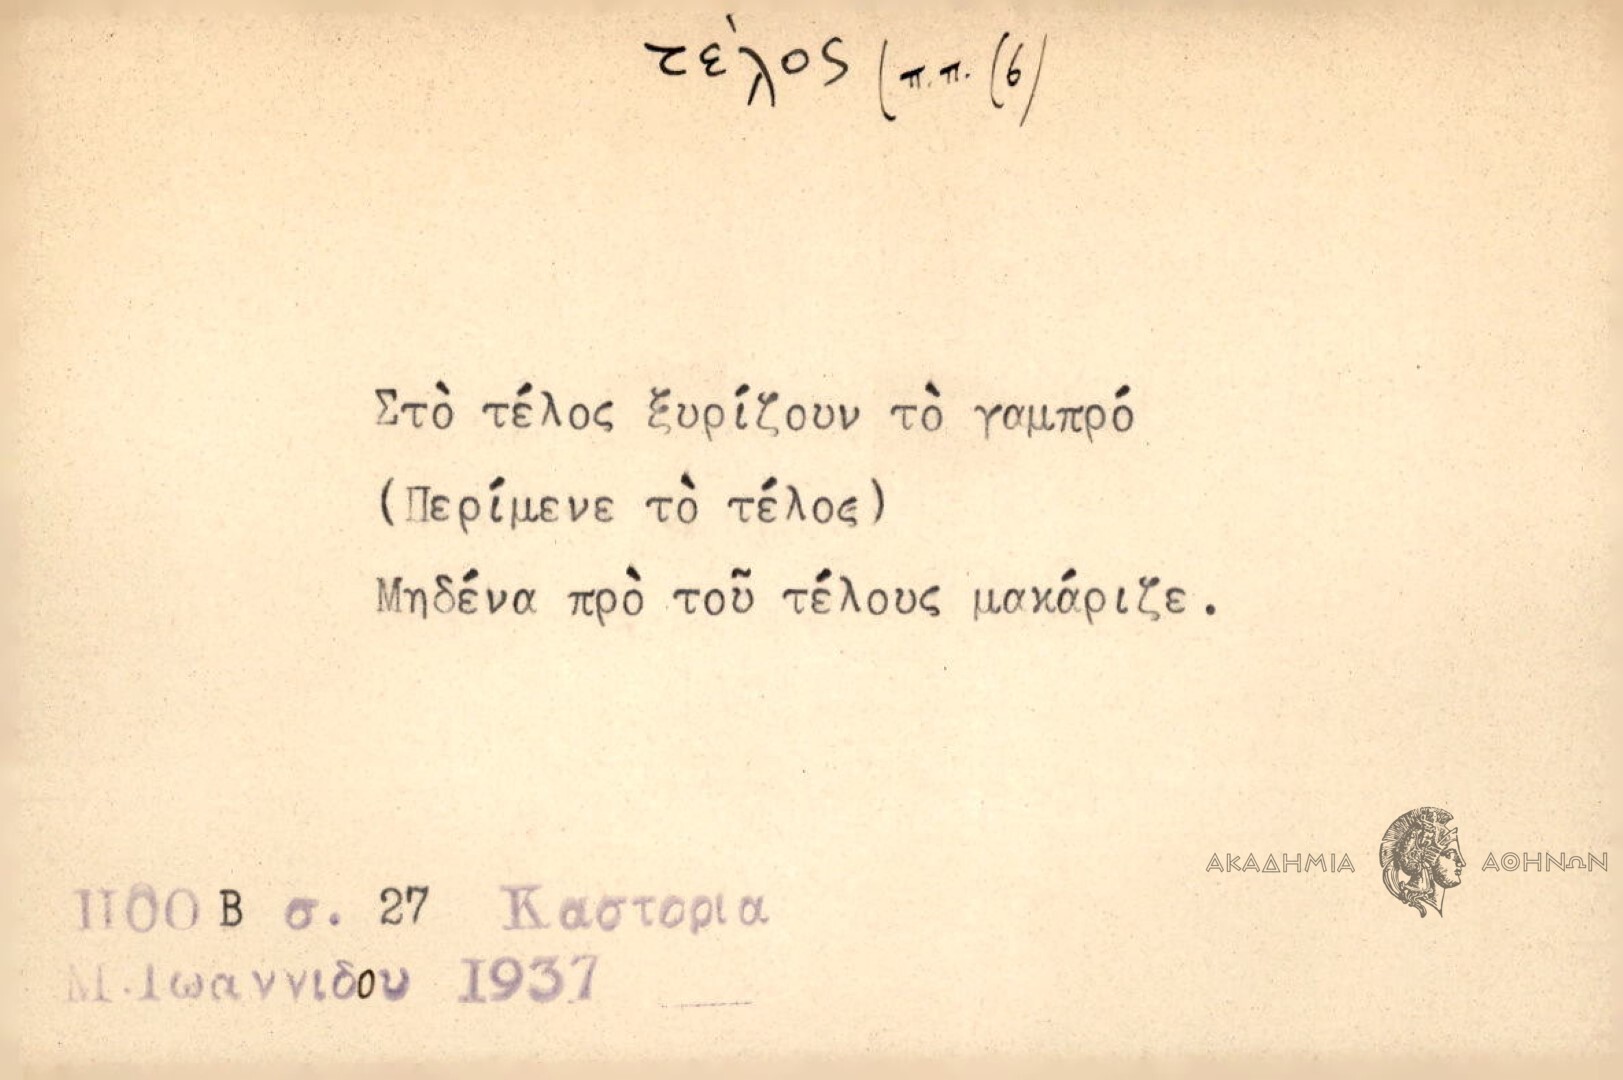 τέλος (π.π. (6)
Στὸ τέλος ξυρίζουν τὸ γαμπρό
(Περίμενε τὸ τέλος)
Μηδένα πρὸ τοῦ τέλους μακάριζε.
ΑΚΑΔΗΜΙΑ ΑΘΗΝΩΝ
Β σ. 27 Καστορια
Μ.Ιωαννιδου 1937